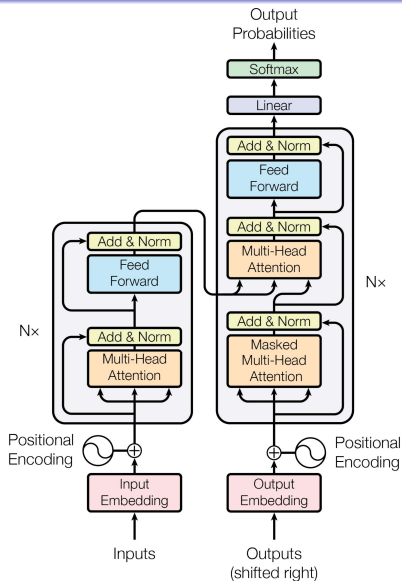 Output
Probabilities
Softmax
Linear
Add & Norm
Feed
Forward
Add & Norm
Multi-Head
Attention
Nx
Add & Norm
Masked
Multi-Head
Attention
Add & Norm
Feed
Forward
Nx
Add & Norm
Multi-Head
Attention
Positional
Encoding
Positional
Encoding
Input
Embedding
Output
Embedding
Inputs
Outputs
(shifted right)